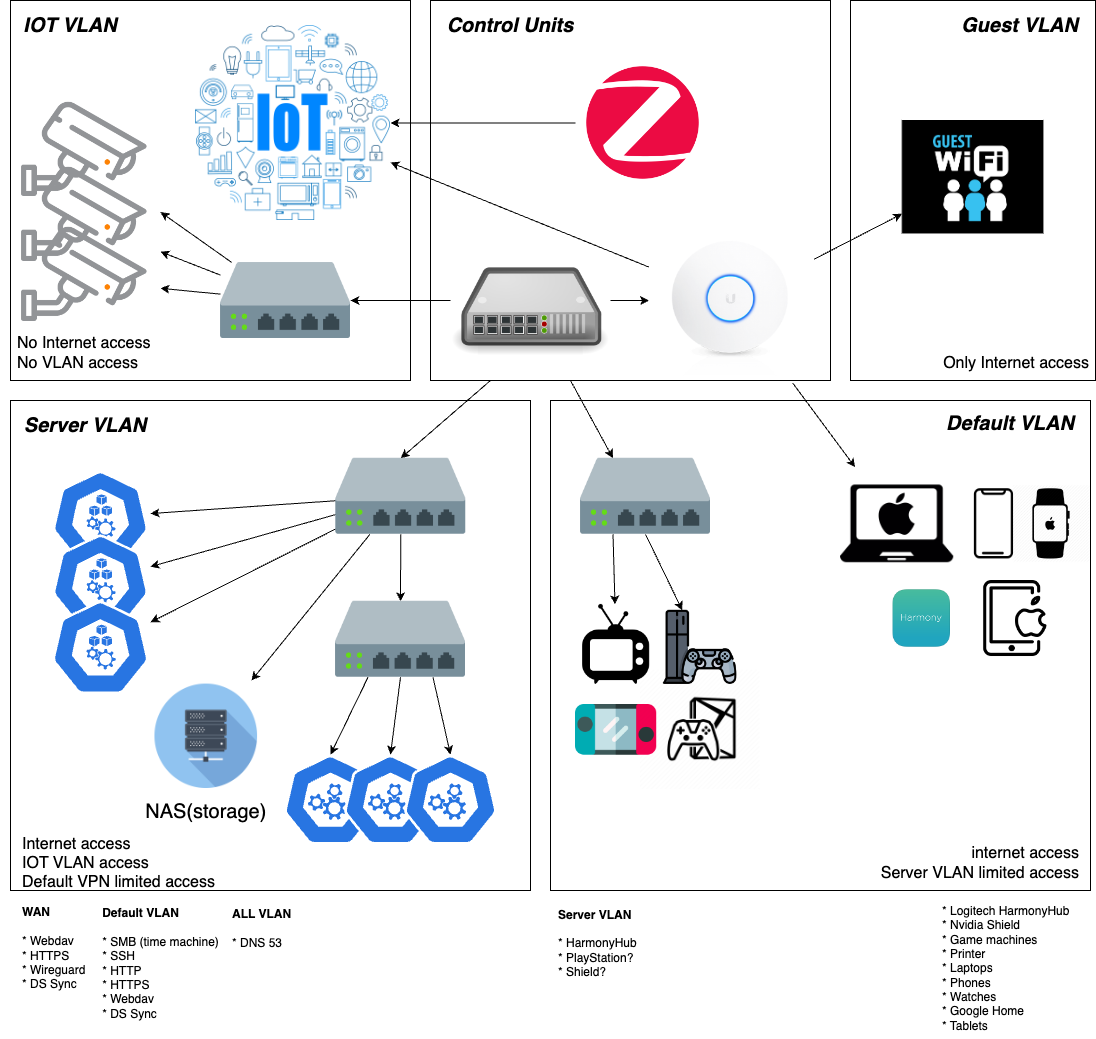 IOT VLAN
IoT
No Internet access
No VLAN access
Control Units
Guest VLAN
GUEST
WiFi
Only Internet access
Server VLAN
NAS(storage)
Internet access
IOT VLAN access
Default VPN limited access
Default VLAN
Harmony
internet access
Server VLAN limited access
WAN
* Webdav
* HTTPS
* Wireguard
* DS Sync
Default VLAN
* SMB (time machine)
* SSH
* HTTP
* HTTPS
* Webdav
* DS Sync
ALL VLAN
* DNS 53
Server VLAN
* HarmonyHub
* PlayStation?
* Shield?
* Logitech HarmonyHub
* Nvidia Shield
* Game machines
* Printer
* Laptops
* Phones
* Watches
* Google Home
* Tablets